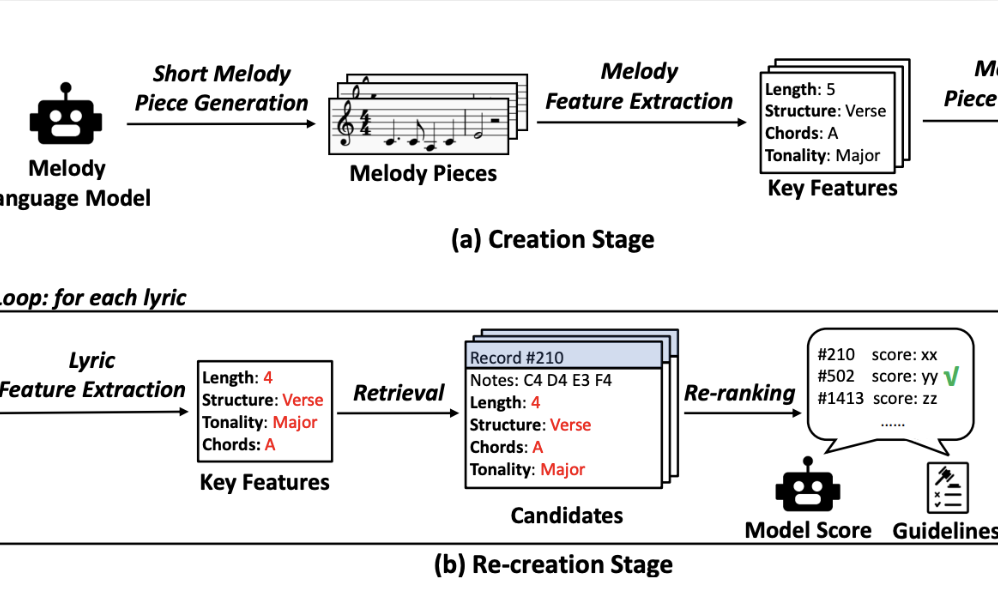 Short Melody
Piece Generation
Melody
Feature Extraction
Piece
Length: 5
Structure: Verse
Chords: A
Tonality: Major
Melody
anguage Model
Melody Pieces
Key Features
(a) Creation Stage
Loop: for each lyric
Lyric
Feature Extraction
Length: 4
Structure: Verse
Tonality: Major
Chords: A
Key Features
Retrieval
Record #210
Notes: C4 D4 E3 F4
Length: 4
Structure: Verse
Chords: A
Tonality: Major
Candidates
Re-ranking
#210 score: xx
#502 score: yy √
#1413 score: zz
......
Model Score
Guidelines
(b) Re-creation Stage